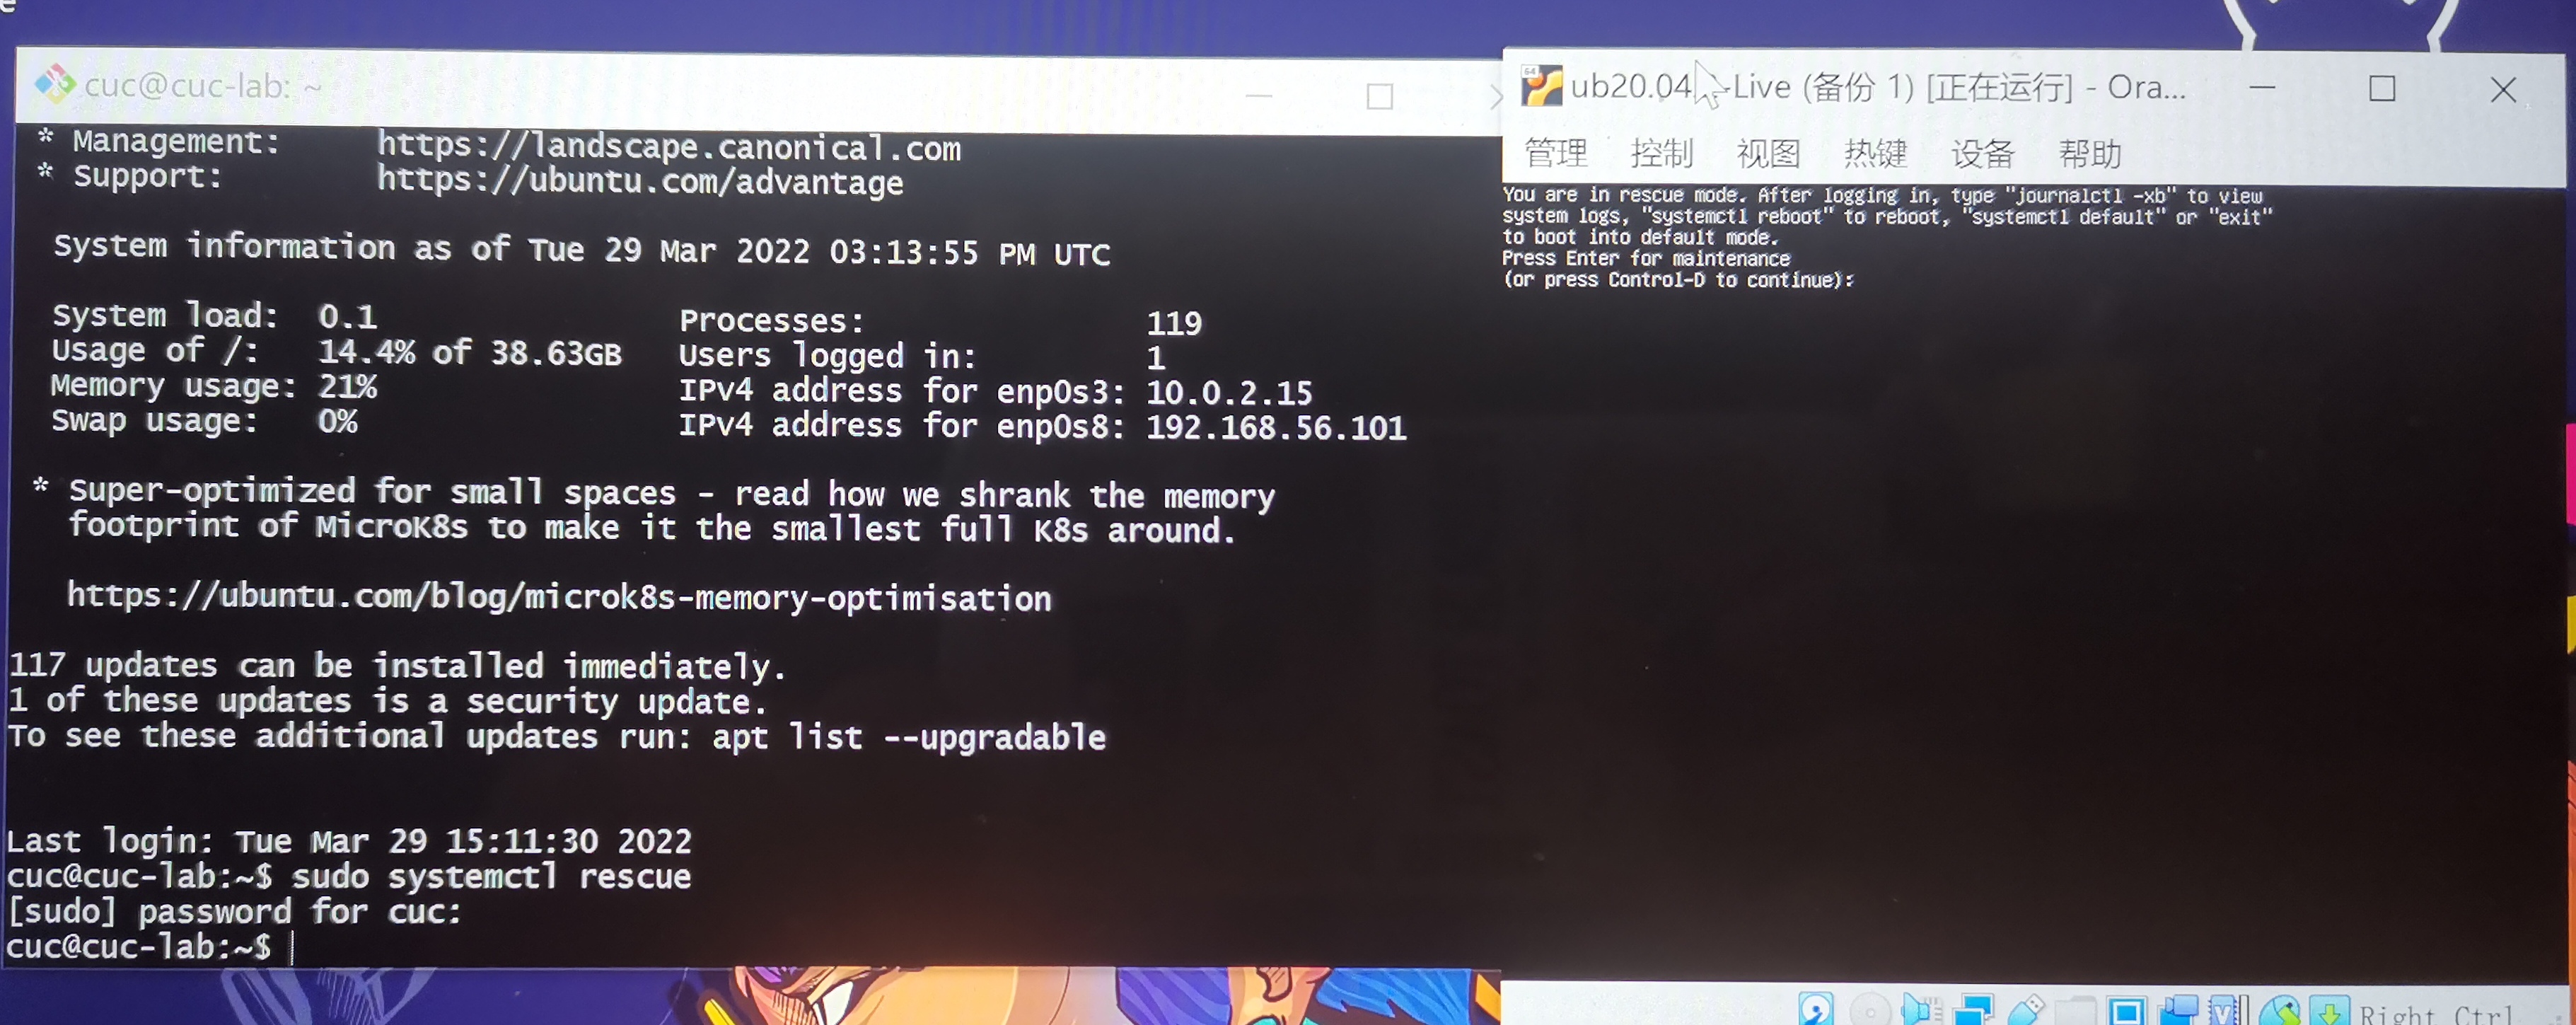 e
cuc@cuc-lab: ~
* Management: https://landscape.canonical.com
* Support: https://ubuntu.com/advantage
System information as of Tue 29 Mar 2022 03:13:55 PM UTC
System load: 0.1 Processes: 119
Usage of /: 14.4% of 38.63GB Users logged in: 1
Memory usage: 21% IPv4 address for enp0s3: 10.0.2.15
Swap usage: 0% IPv4 address for enp0s8: 192.168.56.101
* Super-optimized for small spaces - read how we shrank the memory
footprint of MicroK8s to make it the smallest full K8s around.
https://ubuntu.com/blog/microk8s-memory-optimisation
117 updates can be installed immediately.
1 of these updates is a security update.
To see these additional updates run: apt list --upgradable
Last login: Tue Mar 29 15:11:30 2022
cuc@cuc-lab:~$ sudo systemctl rescue
[sudo] password for cuc:
cuc@cuc-lab:~$
ub20.04 -Live (备份 1) [正在运行] - Ora...
管理 控制 视图 热键 设备 帮助
You are in rescue mode. After logging in, type "journalctl -xb" to view
system logs, "systemctl reboot" to reboot, "systemctl default" or "exit"
to boot into default mode.
Press Enter for maintenance
(or press Control-D to continue):
Right Ctrl